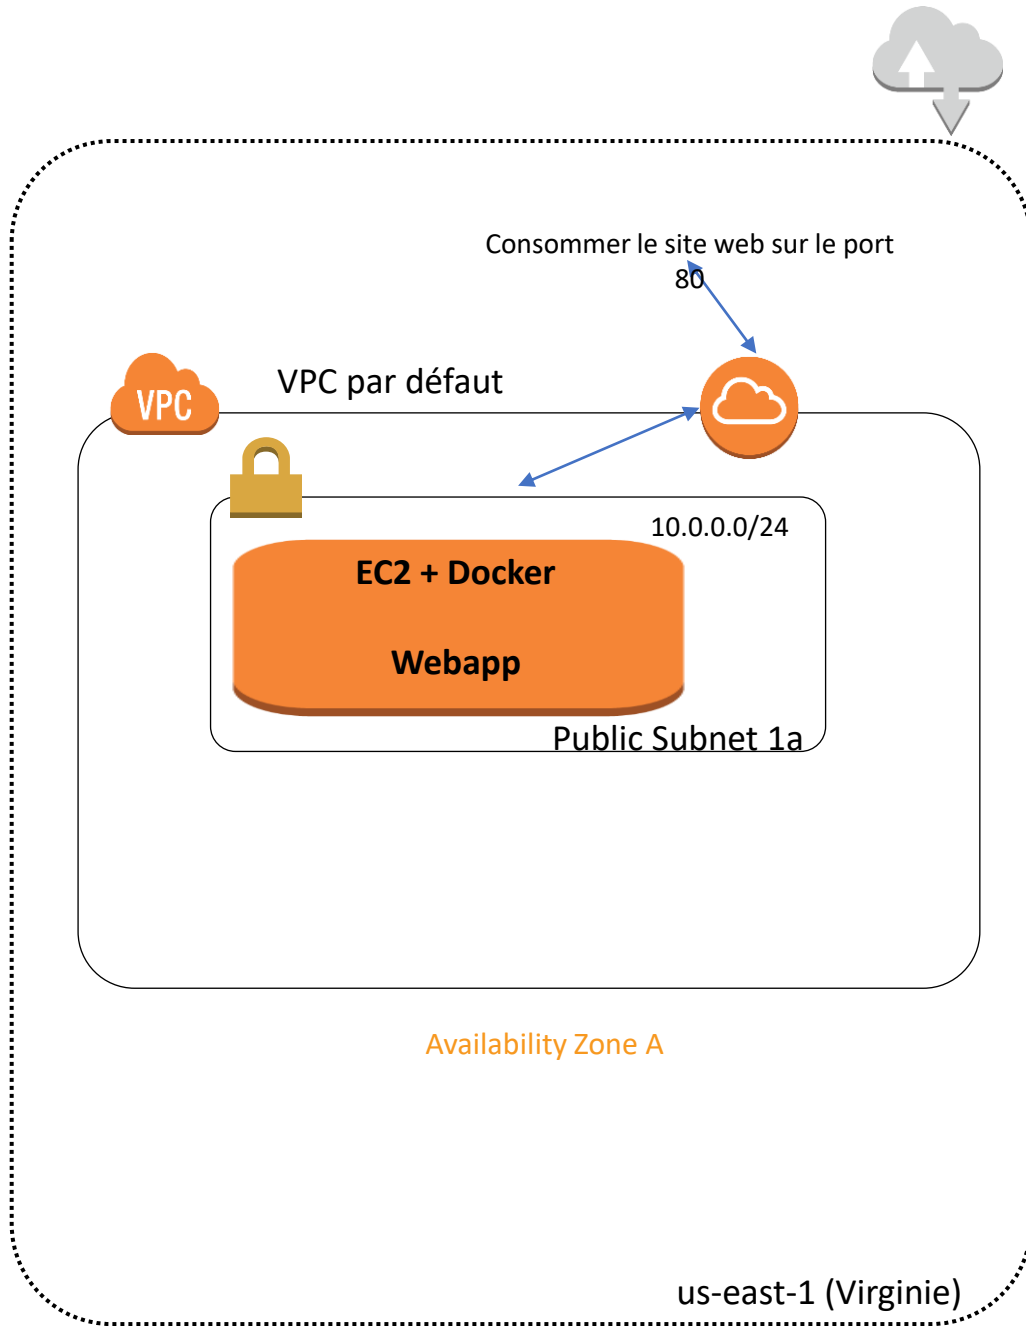 Consommer le site web sur le port
80
VPC par défaut
VPC
10.0.0.0/24
EC2 + Docker
Webapp
Public Subnet 1a
Availability Zone A
us-east-1 (Virginie)